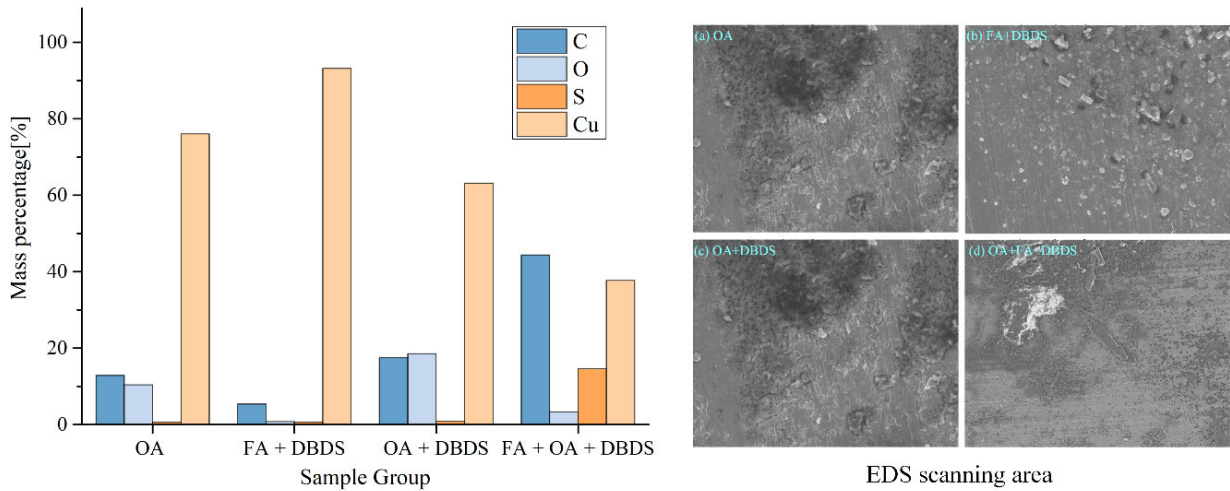 100
80
60
40
20
0
Mass percentage[%]
C
O
S
Cu
OA
FA + DBDS
OA + DBDS
FA + OA + DBDS
Sample Group
(a) OA
(b) FA+DBDS
(c) OA+DBDS
(d) OA+FA+DBDS
EDS scanning area